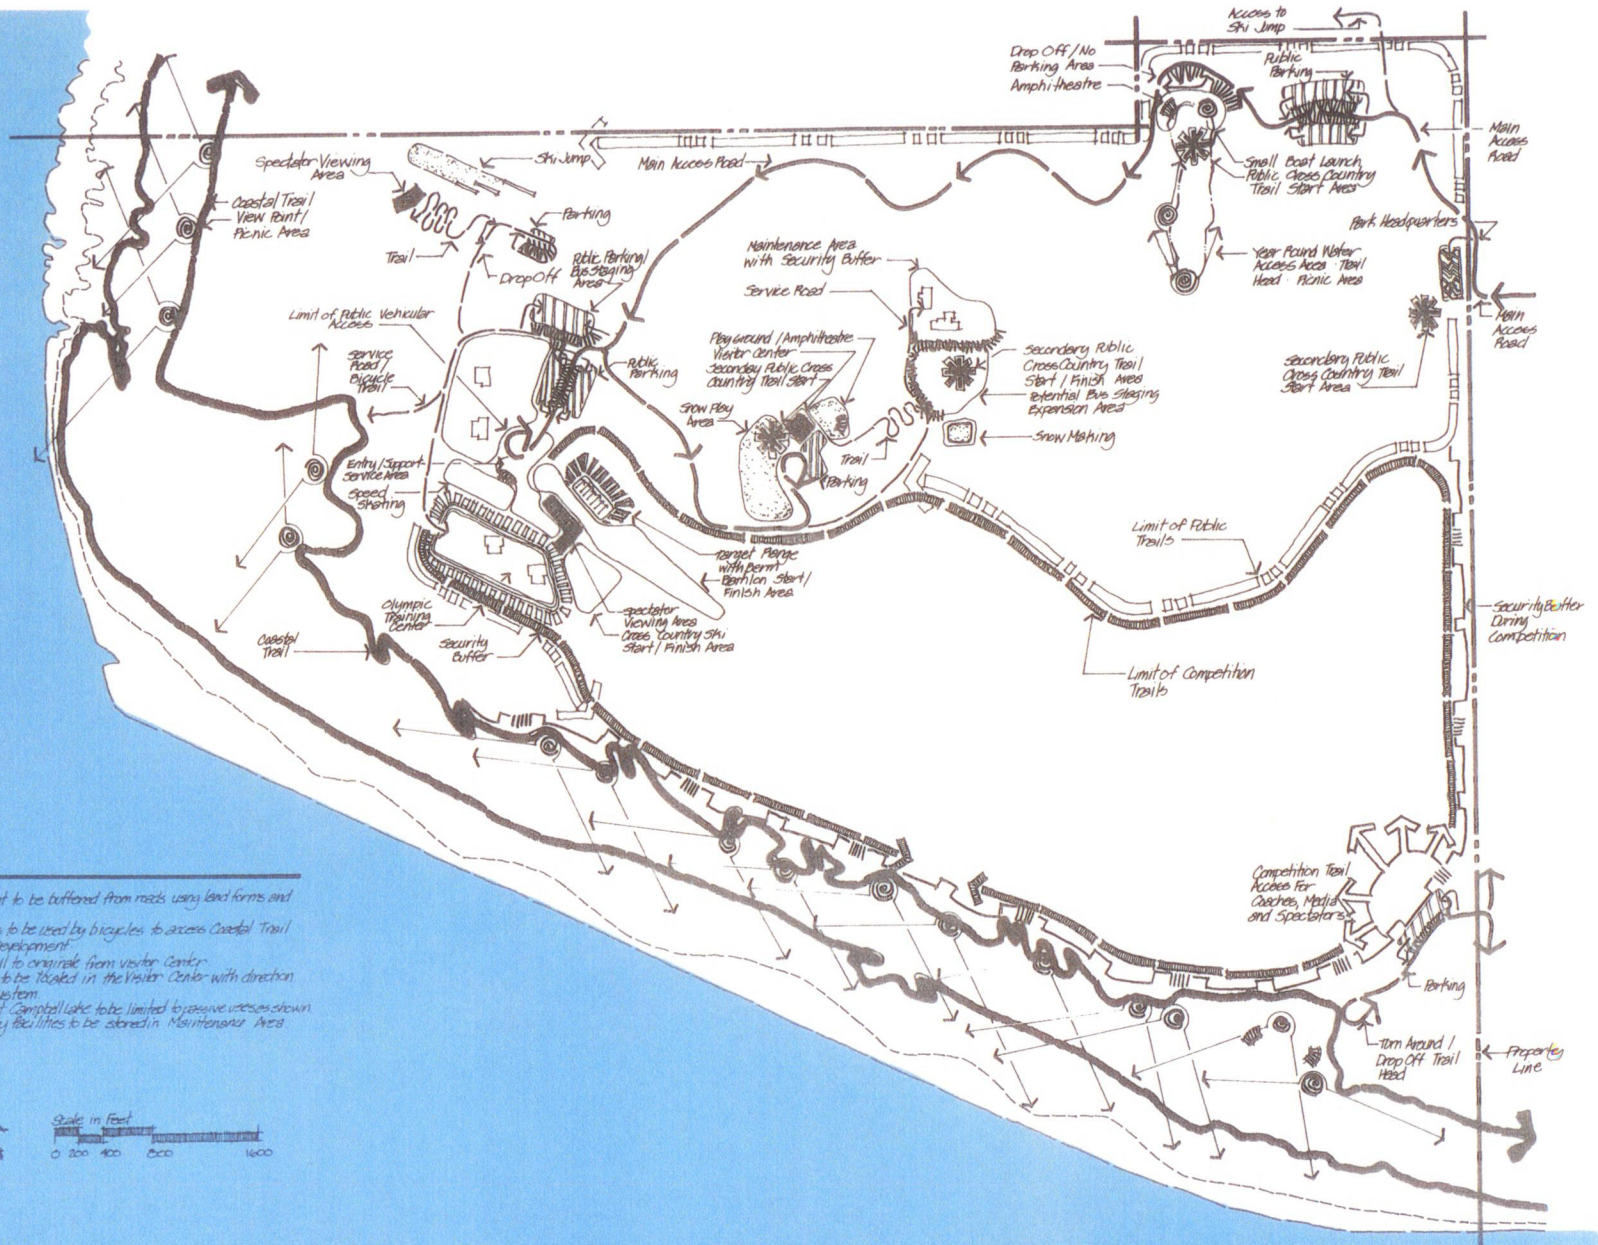 Access to
Ski Jump
Drop Off / No
Parking Area
Amphitheatre
Public
Parking
Main
Access
Road
Small Boat Launch,
Public Cross Country
Trail Start Area
Park Headquarters
Year Round Water
Access Area · Trail
Head · Picnic Area
Main
Access
Road
Secondary Public
Cross Country Trail
Start Area
Spectator Viewing
Area
Ski Jump
Main Access Road
Coastal Trail
View Point /
Picnic Area
Parking
Trail
Drop Off
Public Parking /
Bus Staging
Area
Maintenance Area
with Security Buffer
Service Road
Limit of Public Vehicular
Access
Service
Road /
Bicycle
Trail
Public
Parking
Playground / Amphitheatre
Visitor Center
Seconday Public Cross
Country Trail Start
Snow Play
Area
Secondary Public
Cross Country Trail
Start / Finish Area
Potential Bus Staging
Expansion Area
Snow Making
Trail
Parking
Entry / Support
Service Area
Speed
Skating
Target Range
with Berm
Biathlon Start /
Finish Area
Limit of Public
Trails
Security Buffer
During
Competition
Olympic
Training
Center
Security
Buffer
Spectator
Viewing Area
Cross Country Ski
Start / Finish Area
Coastal
Trail
Limit of Competition
Trails
Competition Trail
Access For
Coaches, Media
and Spectators
Parking
Turn Around /
Drop Off Trail
Head
Property
Line
t to be buffered from roads using land forms and
to be used by bicycles to access Coastal Trail
evelopment.
il to originate from Visitor Center
to be located in the Visitor Center with direction
stem.
t Campbell Lake to be limited to passive uses as shown
y facilities to be stored in Maintenance Area
Scale in Feet
0 200 400 800 1600